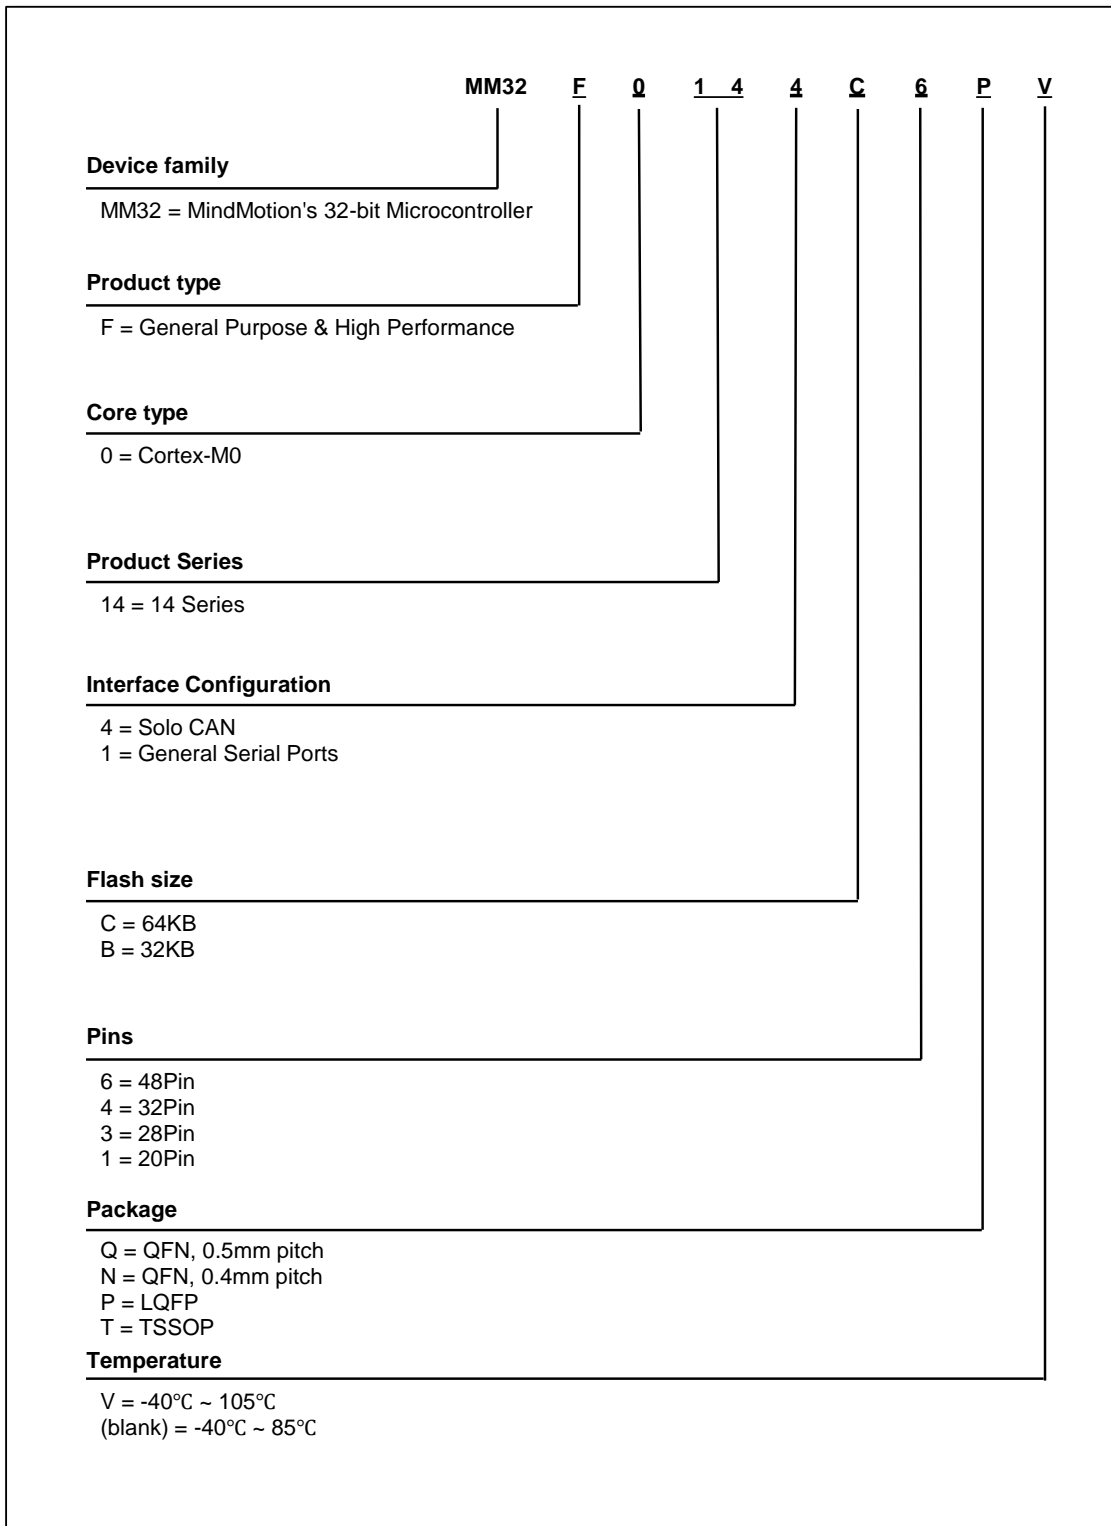 MM32 F 0 1 4 4 C 6 P V
Device family
MM32 = MindMotion's 32-bit Microcontroller
Product type
F = General Purpose & High Performance
Core type
0 = Cortex-M0
Product Series
14 = 14 Series
Interface Configuration
4 = Solo CAN
1 = General Serial Ports
Flash size
C = 64KB
B = 32KB
Pins
6 = 48Pin
4 = 32Pin
3 = 28Pin
1 = 20Pin
Package
Q = QFN, 0.5mm pitch
N = QFN, 0.4mm pitch
P = LQFP
T = TSSOP
Temperature
V = -40℃ ~ 105℃
(blank) = -40℃ ~ 85℃